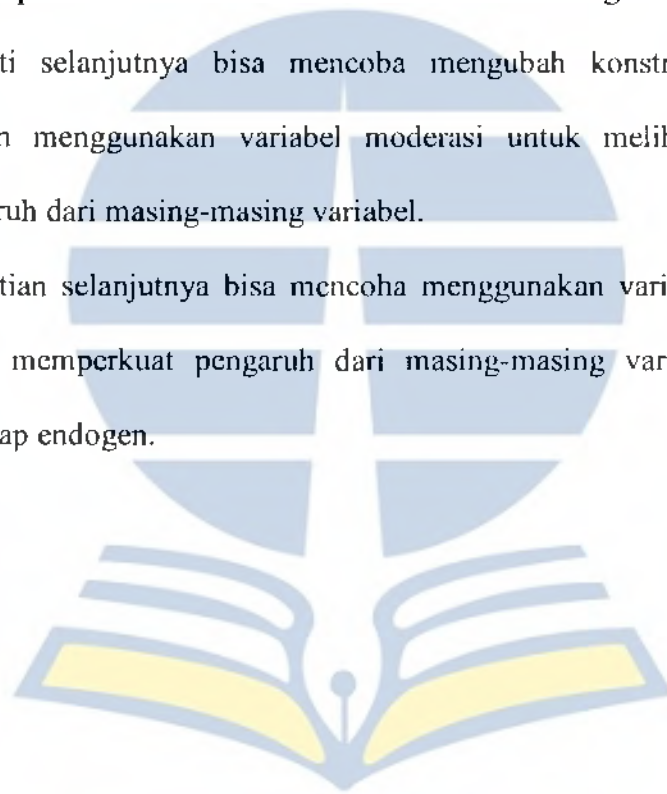 ti selanjutnya bisa mencoba mengubah konstr
n menggunakan variabel moderasi untuk melih
ruh dari masing-masing variabel.
tian selanjutnya bisa mencoha menggunakan vari
memperkuat pengaruh dari masing-masing var
ap endogen.